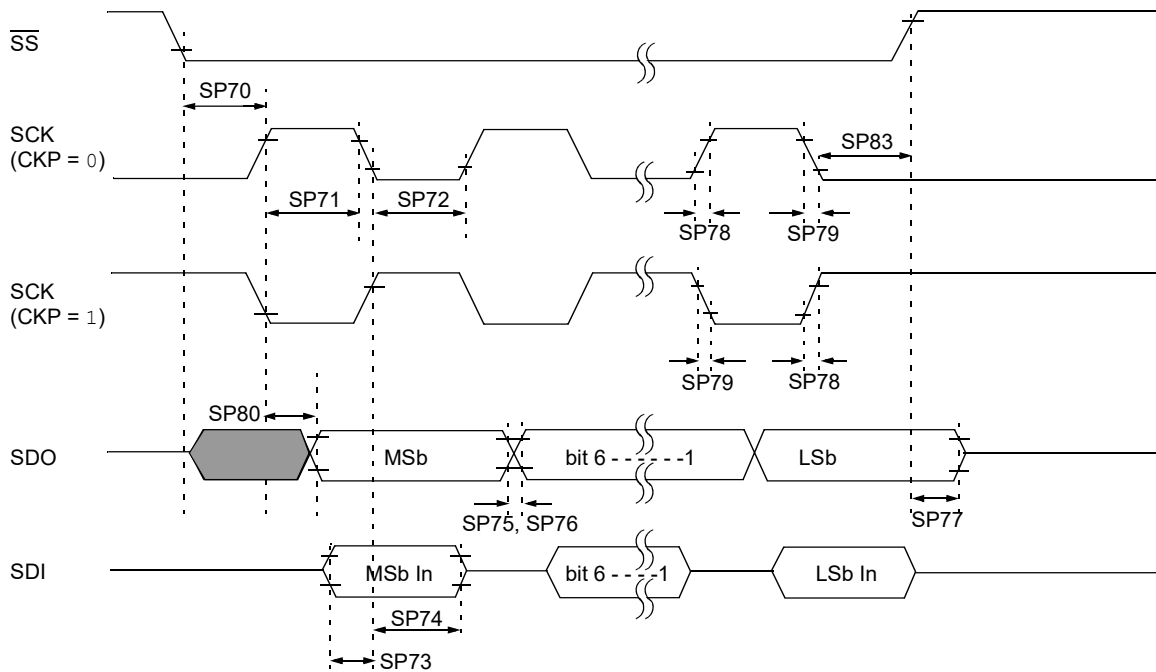 SS
SP70
SCK
(CKP = 0)
SP83
SP71
SP72
SP78
SP79
SCK
(CKP = 1)
SP79
SP78
SP80
SDO
MSb
bit 6 - - - - - -1
LSb
SP75, SP76
SP77
SDI
MSb In
bit 6 - - - - -1
LSb In
SP74
SP73